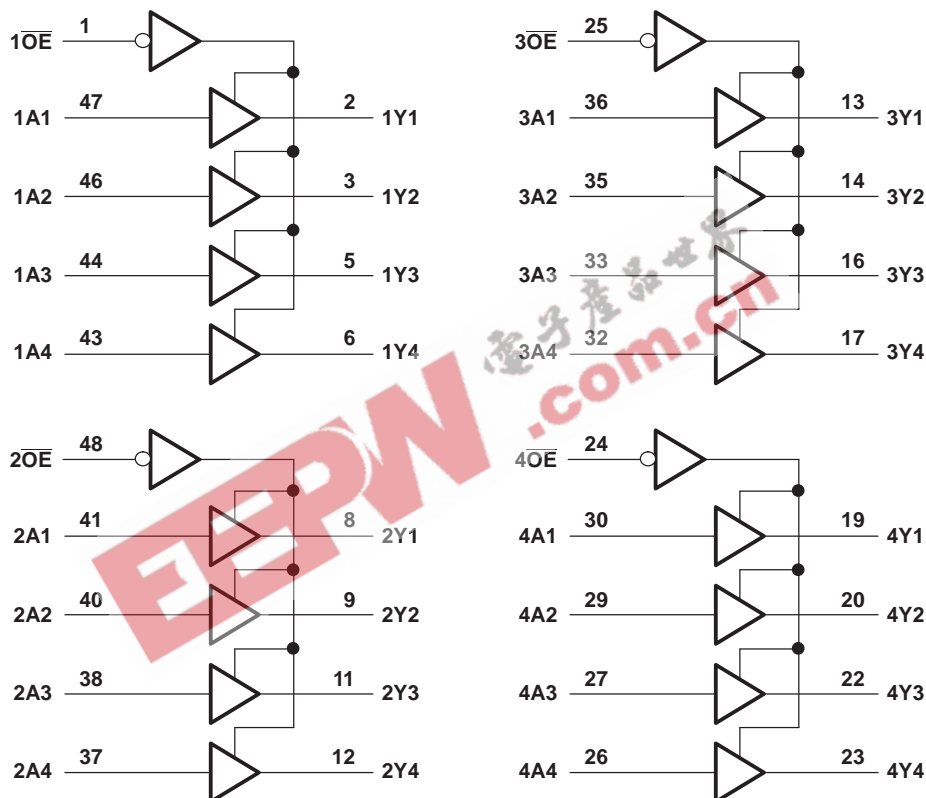 1OE 1
1A1 47 2 1Y1
1A2 46 3 1Y2
1A3 44 5 1Y3
1A4 43 6 1Y4
3OE 25
3A1 36 13 3Y1
3A2 35 14 3Y2
3A3 33 16 3Y3
3A4 32 17 3Y4
2OE 48
2A1 41 8 2Y1
2A2 40 9 2Y2
2A3 38 11 2Y3
2A4 37 12 2Y4
4OE 24
4A1 30 19 4Y1
4A2 29 20 4Y2
4A3 27 22 4Y3
4A4 26 23 4Y4
EEPW
電子產品世界
.com.cn